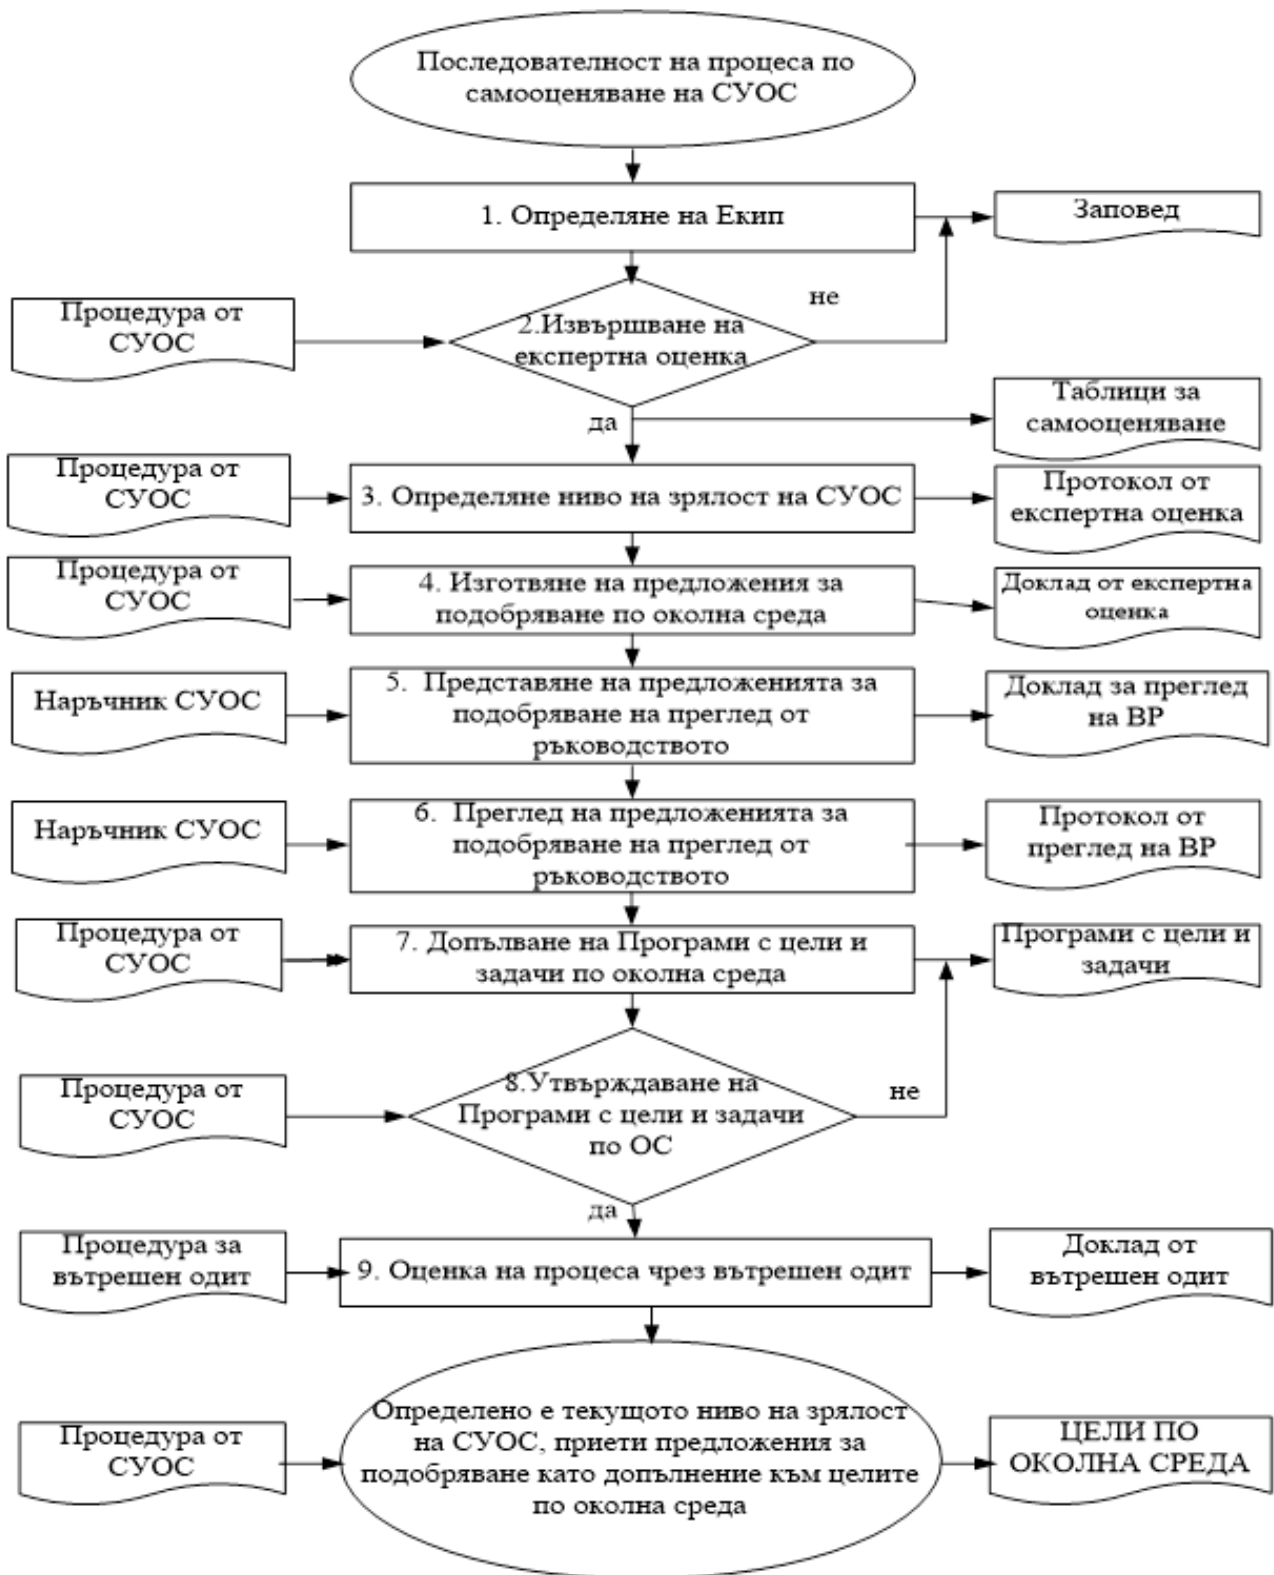 Последователност на процеса по
самооценяване на СУОС
1. Определяне на Екип
Заповед
не
Процедура от
СУОС
2.Извършване на
експертна оценка
Таблици за
самооценяване
да
Процедура от
СУОС
3. Определяне ниво на зрялост на СУОС
Протокол от
експертна оценка
Процедура от
СУОС
4. Изготвяне на предложения за
подобряване по околна среда
Доклад от експертна
оценка
Наръчник СУОС
5. Представяне на предложенията за
подобряване на преглед от
ръководството
Доклад за преглед
на ВР
Наръчник СУОС
6. Преглед на предложенията за
подобряване на преглед от
ръководството
Протокол от
преглед на ВР
Процедура от
СУОС
7. Допълване на Програми с цели и
задачи по околна среда
Програми с цели и
задачи
Процедура от
СУОС
8.Утвърждаване на
Програми с цели и задачи
по ОС
не
да
Процедура за
вътрешен одит
9. Оценка на процеса чрез вътрешен одит
Доклад от
вътрешен одит
Процедура от
СУОС
Определено е текущото ниво на зрялост
на СУОС, приети предложения за
подобряване като допълнение към целите
по околна среда
ЦЕЛИ ПО
ОКОЛНА СРЕДА